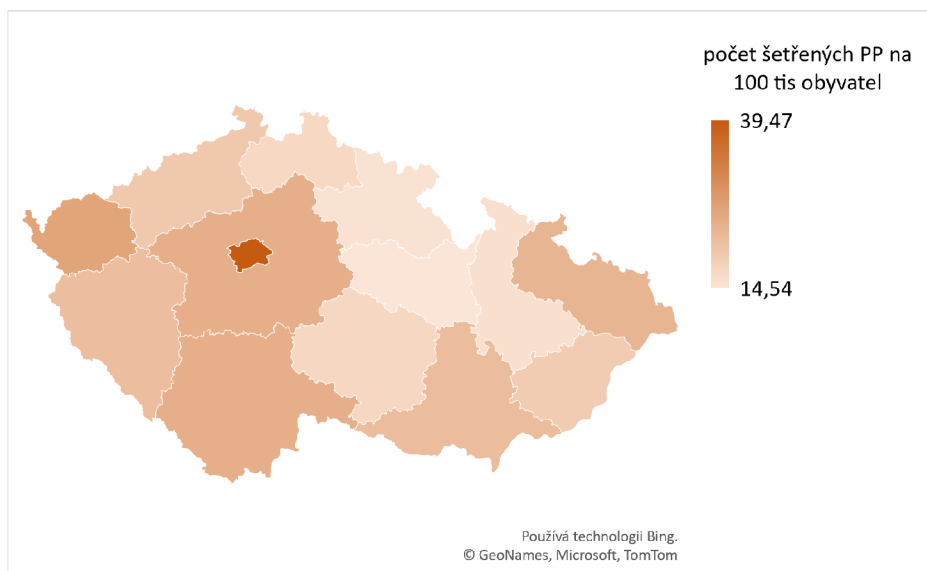 počet šetřených PP na
100 tis obyvatel
39,47
14,54
Používá technologii Bing.
© GeoNames, Microsoft, TomTom